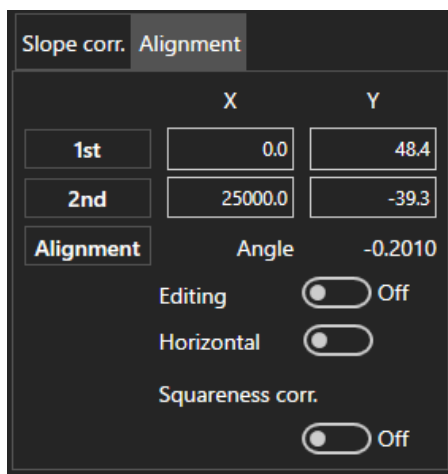 Slope corr. Alignment
X Y
1st 0.0 48.4
2nd 25000.0 -39.3
Alignment Angle -0.2010
Editing Off
Horizontal
Squareness corr.
Off